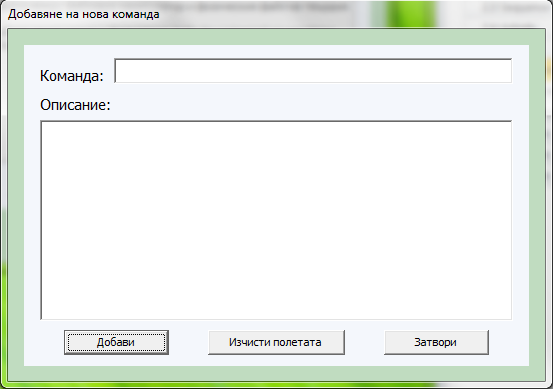 Добавяне на нова команда
Команда:
Описание:
Добави Изчисти полетата Затвори